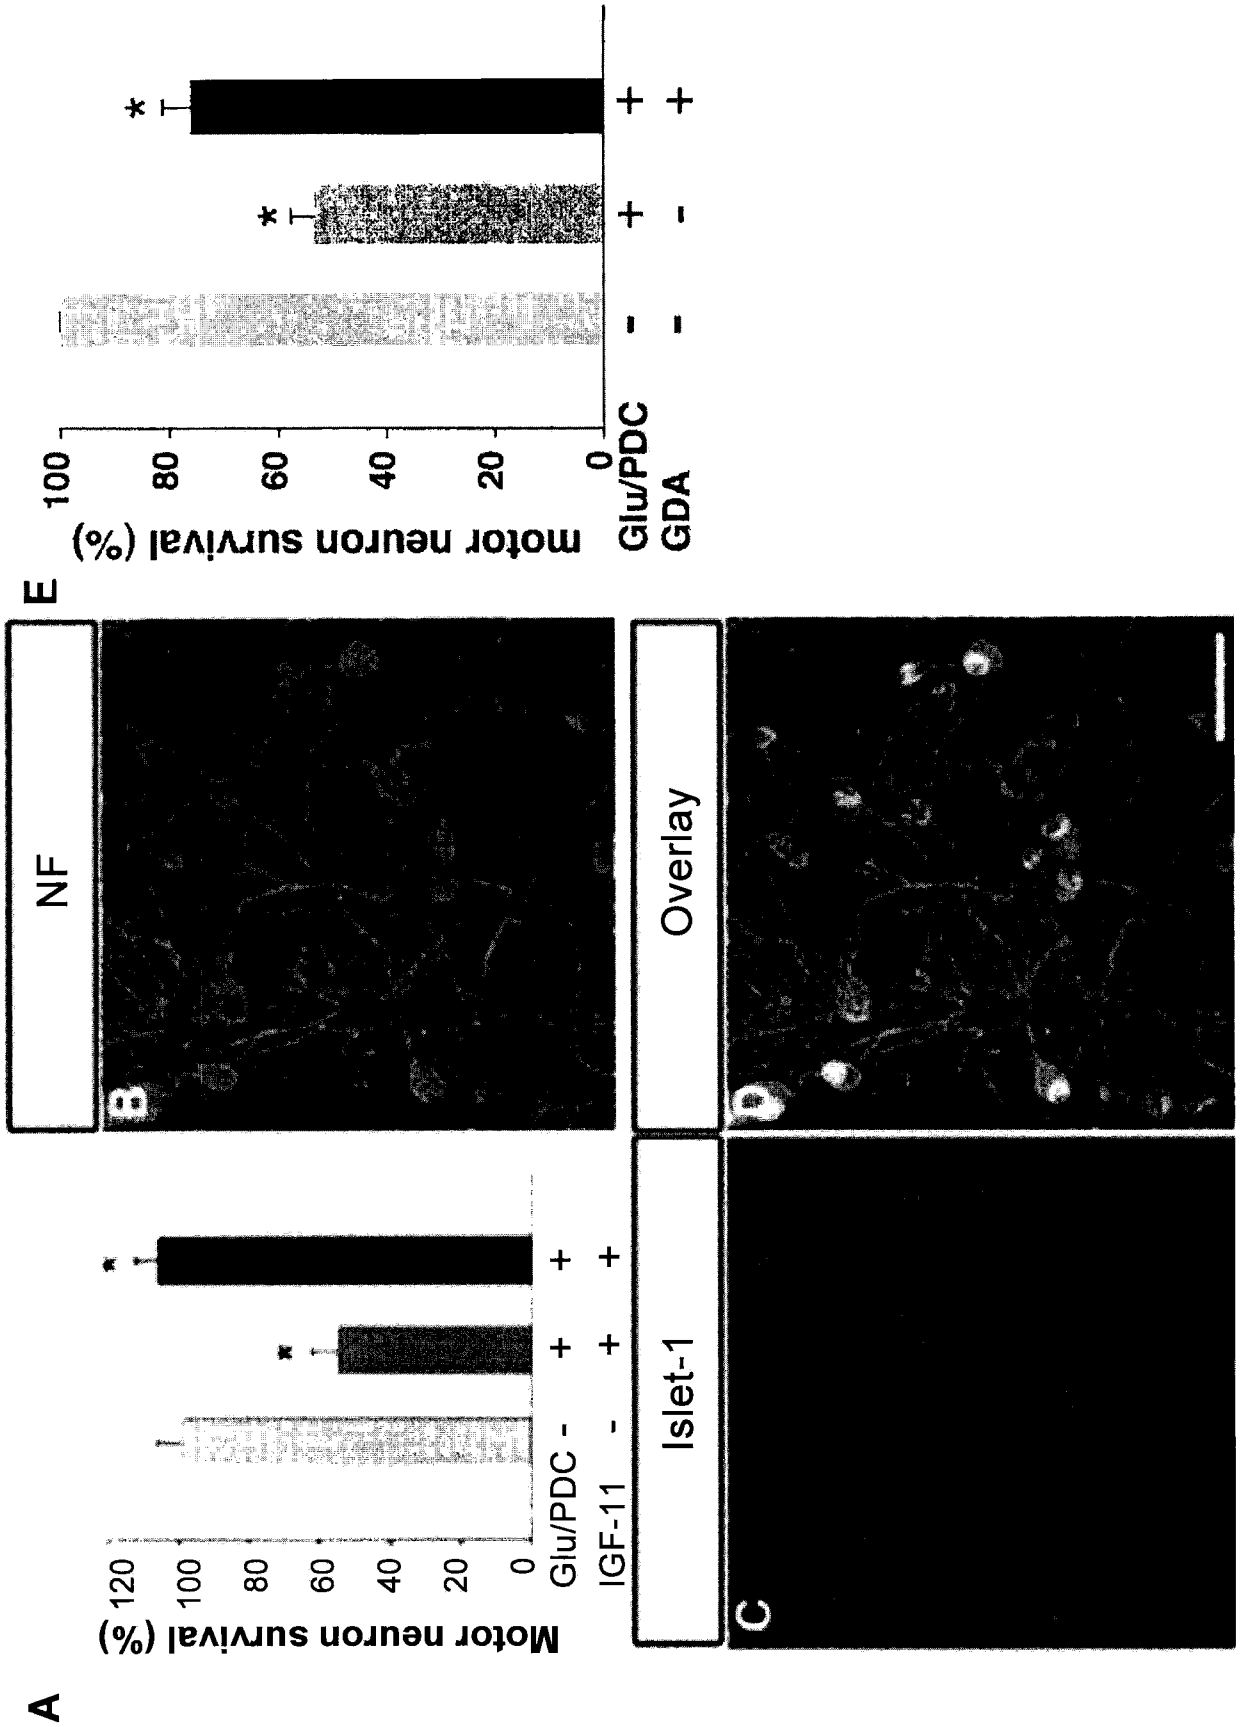 A
Motor neuron survival (%)
120
100
80
60
40
20
0
*
*
Glu/PDC - + +
IGF-11 - + +
NF
B
Islet-1
C
Overlay
D
E
motor neuron survival (%)
100
80
60
40
20
0
*
*
Glu/PDC - + +
GDA - - +